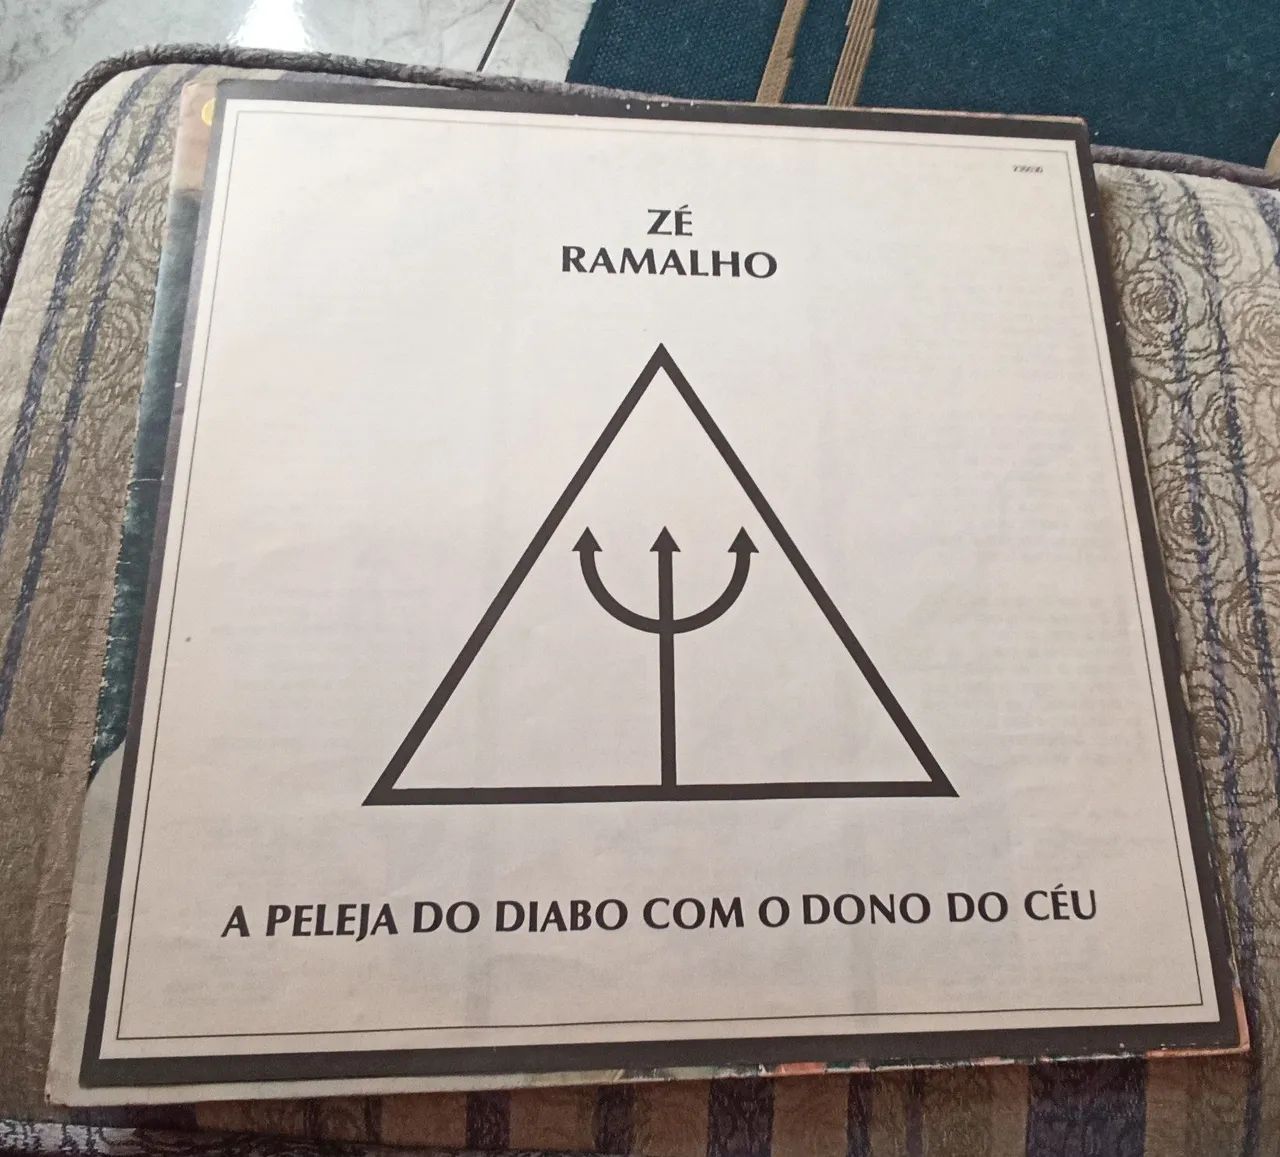 ZÉ
RAMALHO
A PELEJA DO DIABO COM O DONO DO CÉU